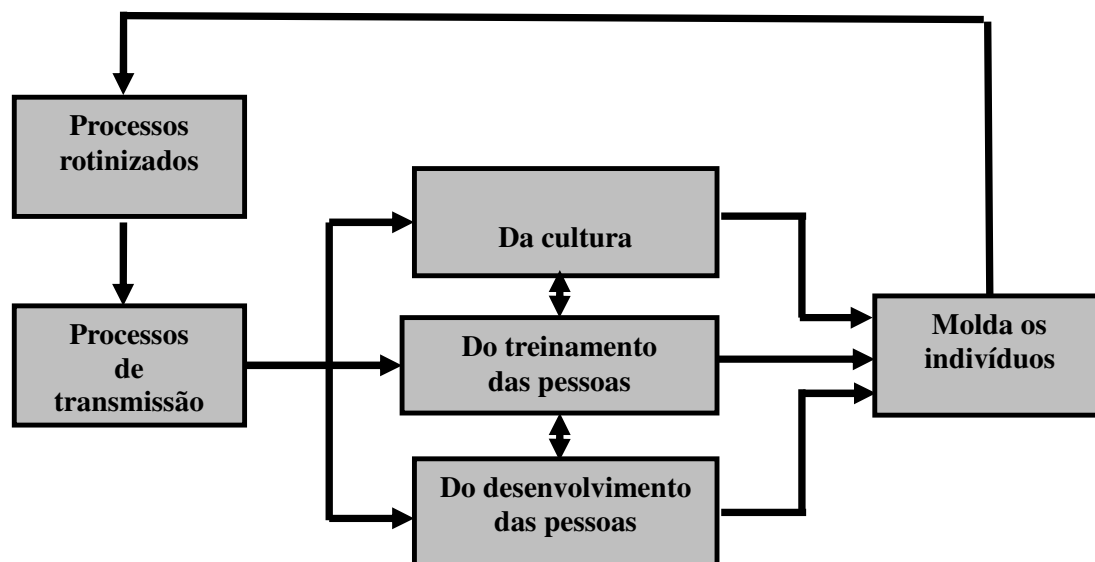 Processos
rotinizados
Processos
de
transmissão
Da cultura
Do treinamento
das pessoas
Do desenvolvimento
das pessoas
Molda os
indivíduos